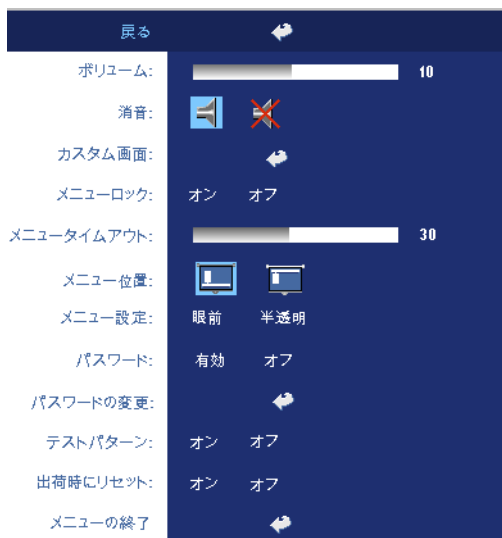 戻る
ボリューム: 10
消音:
カスタム画面:
メニューロック: オン オフ
メニュータイムアウト: 30
メニュー位置:
メニュー設定: 眼前 半透明
パスワード: 有効 オフ
パスワードの変更:
テストパターン: オン オフ
出荷時にリセット: オン オフ
メニューの終了